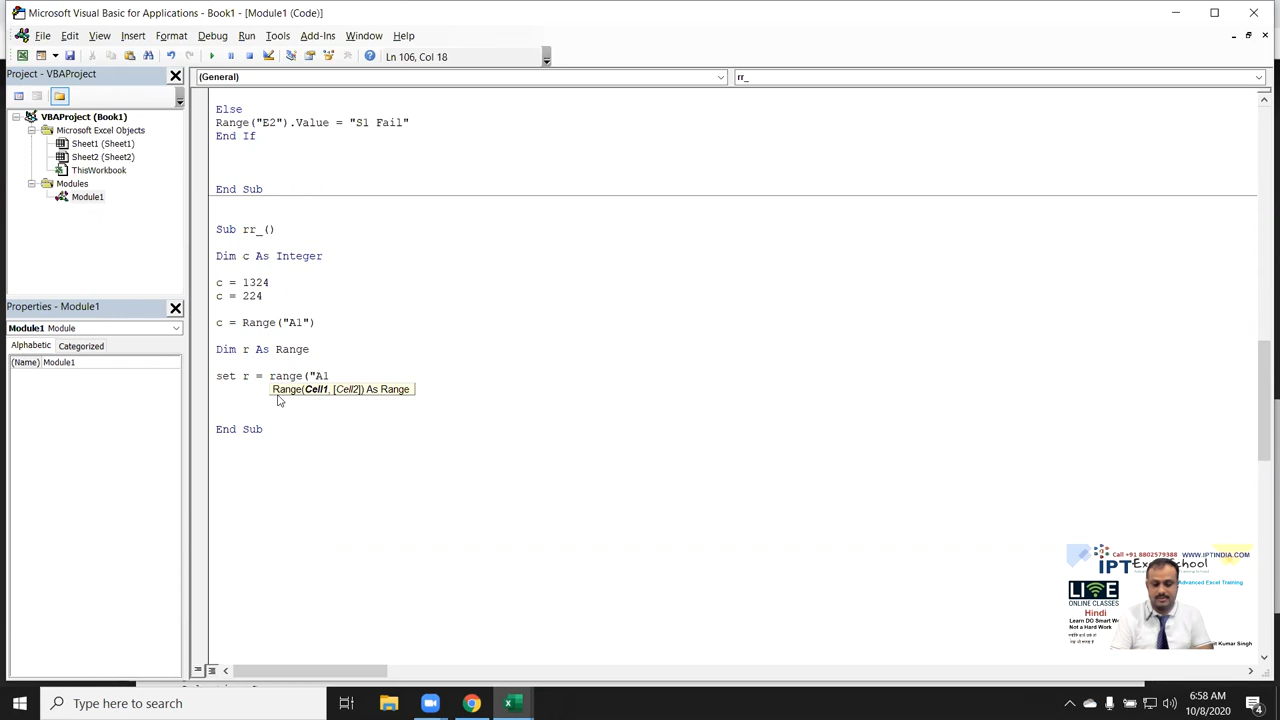 Microsoft Visual Basic for Applications - Book1 - [Module1 (Code)]
File Edit View Insert Format Debug Run Tools Add-Ins Window Help
Ln 106, Col 18
Project - VBAProject
(General)
rr_
VBAProject (Book1)
Microsoft Excel Objects
Sheet1 (Sheet1)
Sheet2 (Sheet2)
ThisWorkbook
Modules
Module1
Properties - Module1
Module1 Module
Alphabetic Categorized
(Name) Module1
Else
Range("E2").Value = "S1 Fail"
End If
End Sub
Sub rr_()
Dim c As Integer
c = 1324
c = 224
c = Range("A1")
Dim r As Range
set r = range("A1
Range(Cell1, [Cell2]) As Range
End Sub
Call +91 8802579388 WWW.IPTINDIA.COM
IPT Excel School
Advanced Excel Training
LIVE
ONLINE CLASSES
Hindi
Learn DO Smart W
Not a Hard Work
it Kumar Singh
Type here to search
6:58 AM
10/8/2020
4